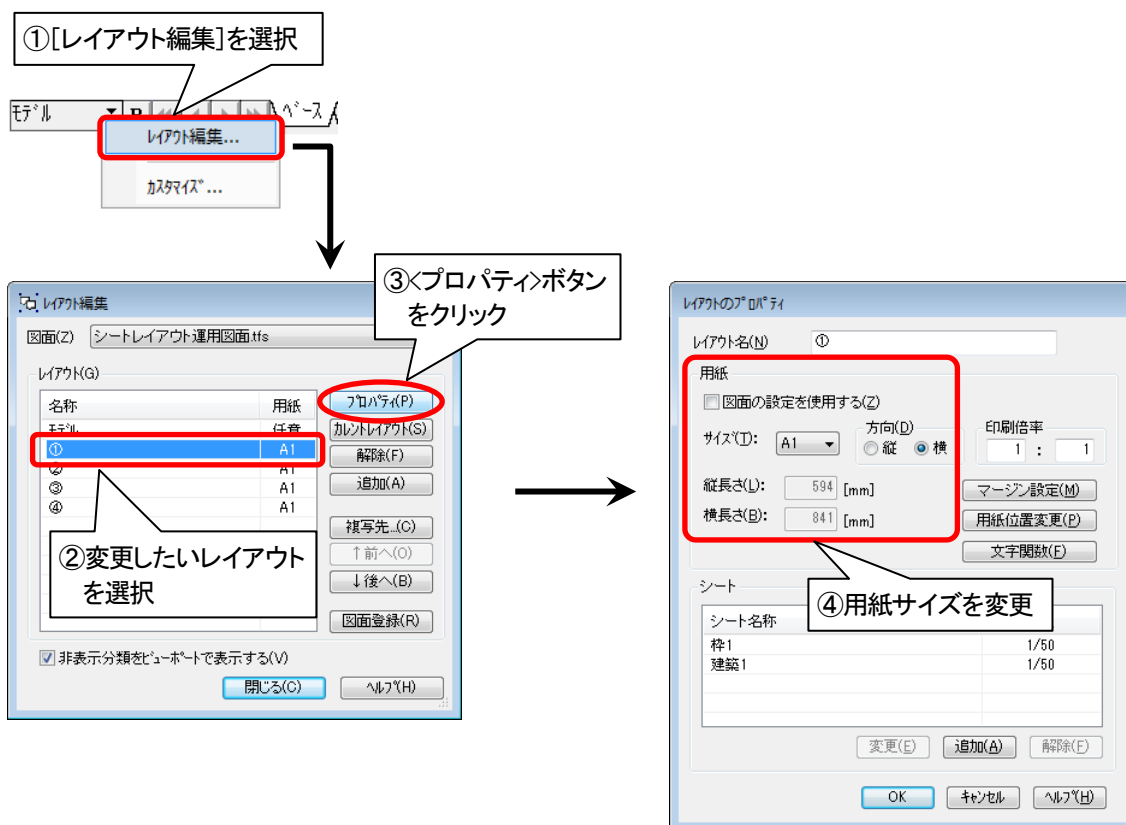 ①[レイアウト編集]を選択
ﾓﾃﾞﾙ
ﾍﾞｰｽ
ﾚｲｱｳﾄ編集...
ｶｽﾀﾏｲｽﾞ...
③<プロパティ>ボタン
をクリック
ﾚｲｱｳﾄ編集
図面(Z) シートレイアウト運用図面.tfs
ﾚｲｱｳﾄ(G)
名称 用紙
ﾓﾃﾞﾙ 任意
① A1
② A1
③ A1
④ A1
ﾌﾟﾛﾊﾟﾃｨ(P)
ｶﾚﾝﾄﾚｲｱｳﾄ(S)
解除(F)
追加(A)
複写先...(C)
↑前へ(O)
↓後へ(B)
図面登録(R)
②変更したいレイアウト
を選択
非表示分類をﾋﾞｭｰﾎﾟｰﾄで表示する(V)
閉じる(C) ﾍﾙﾌﾟ(H)
ﾚｲｱｳﾄのﾌﾟﾛﾊﾟﾃｨ
ﾚｲｱｳﾄ名(N) ①
用紙
図面の設定を使用する(Z)
ｻｲｽﾞ(T): A1
方向(D)
縦 横
印刷倍率
1 : 1
縦長さ(L): 594 [mm]
横長さ(B): 841 [mm]
マージン設定(M)
用紙位置変更(P)
文字関数(F)
④用紙サイズを変更
シート
シート名称
枠1 1/50
建築1 1/50
変更(E) 追加(A) 解除(F)
OK ｷｬﾝｾﾙ ﾍﾙﾌﾟ(H)